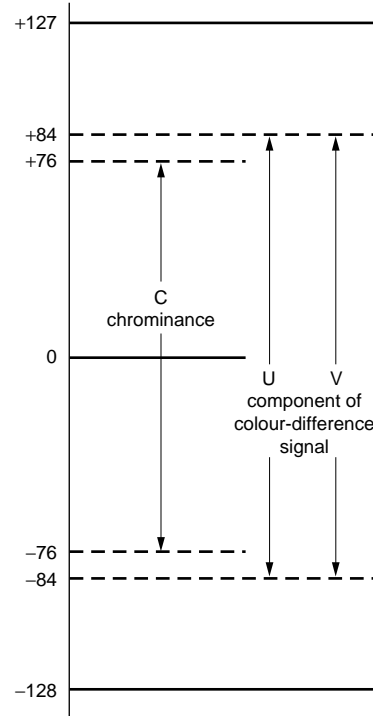 +127
+84
+76
C
chrominance
0
U V
component of
colour-difference
signal
−76
−84
−128